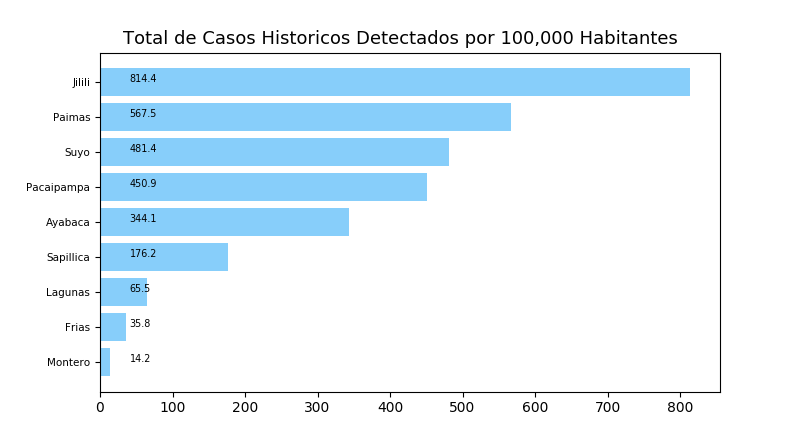 Total de Casos Historicos Detectados por 100,000 Habitantes
Jilili 814.4
Paimas 567.5
Suyo 481.4
Pacaipampa 450.9
Ayabaca 344.1
Sapillica 176.2
Lagunas 65.5
Frias 35.8
Montero 14.2
0 100 200 300 400 500 600 700 800